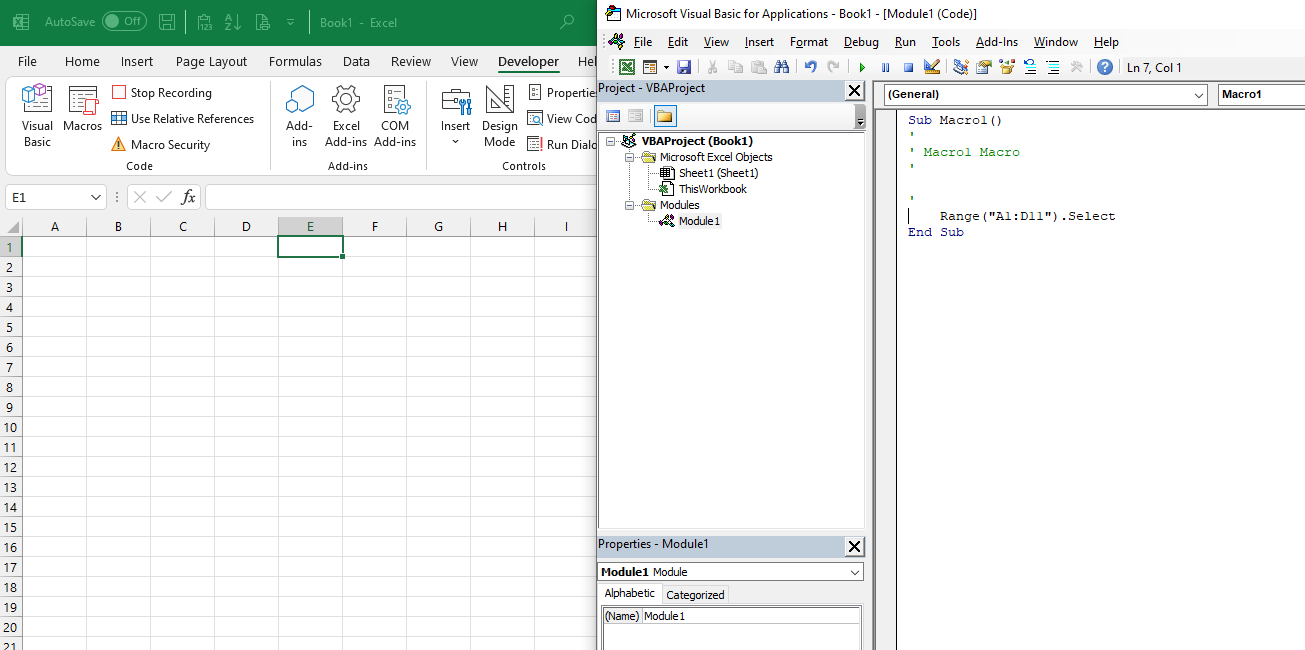 AutoSave Off Book1 - Excel
File Home Insert Page Layout Formulas Data Review View Developer Hel
Visual Basic
Macros
Stop Recording
Use Relative References
Macro Security
Code
Add-ins
Excel Add-ins
COM Add-ins
Add-ins
Insert
Design Mode
Propertie
View Cod
Run Dialo
Controls
E1 fx
A B C D E F G H I
1
2
3
4
5
6
7
8
9
10
11
12
13
14
15
16
17
18
19
20
21
Microsoft Visual Basic for Applications - Book1 - [Module1 (Code)]
File Edit View Insert Format Debug Run Tools Add-Ins Window Help
Ln 7, Col 1
Project - VBAProject
VBAProject (Book1)
Microsoft Excel Objects
Sheet1 (Sheet1)
ThisWorkbook
Modules
Module1
Properties - Module1
Module1 Module
Alphabetic Categorized
(Name) Module1
(General) Macro1
Sub Macro1()
'
' Macro1 Macro
'
'
Range("A1:D11").Select
End Sub